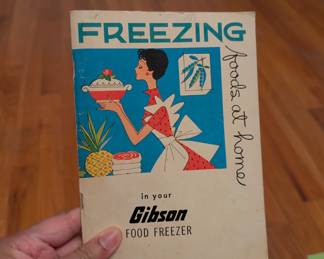 FREEZING
foods at home
in your
Gibson
FOOD FREEZER